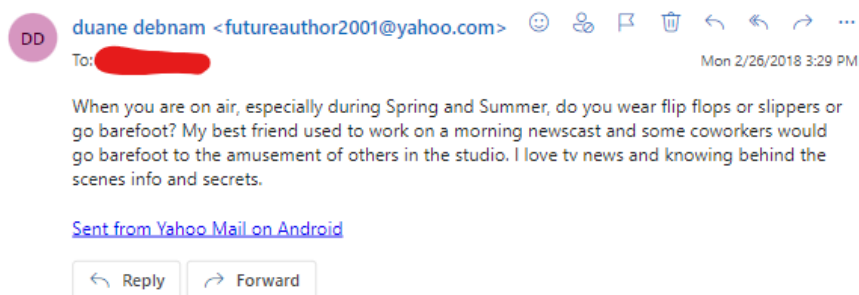 DD
duane debnam <futureauthor2001@yahoo.com>
To:
Mon 2/26/2018 3:29 PM
When you are on air, especially during Spring and Summer, do you wear flip flops or slippers or
go barefoot? My best friend used to work on a morning newscast and some coworkers would
go barefoot to the amusement of others in the studio. I love tv news and knowing behind the
scenes info and secrets.
Sent from Yahoo Mail on Android
Reply
Forward